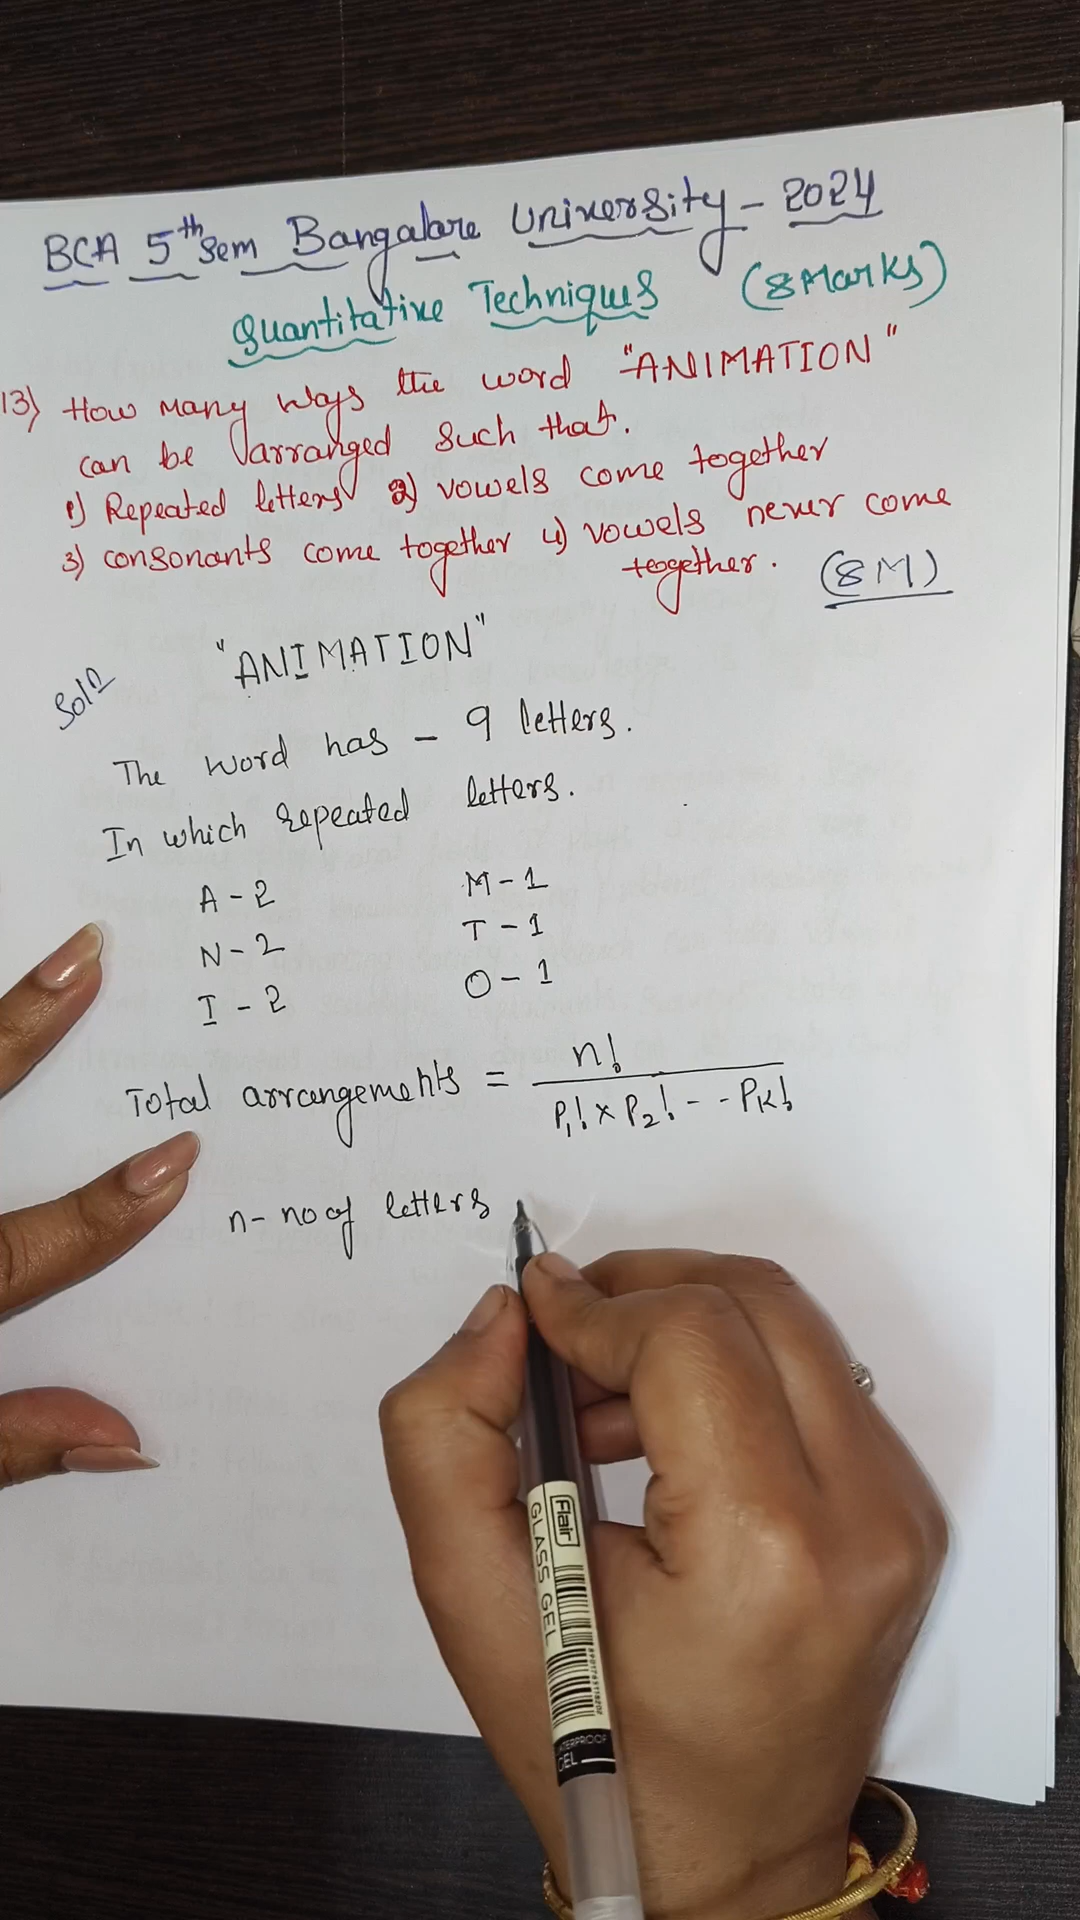 BCA 5th Sem Bangalore University - 2024
Quantitative Techniques (8 Marks)
13) How many ways the word "ANIMATION"
can be arranged such that.
1) Repeated letters 2) vowels come together
3) consonants come together 4) vowels never come
together. (8M)
Soln "ANIMATION"
The word has - 9 letters.
In which repeated letters.
A - 2 M - 1
N - 2 T - 1
I - 2 O - 1
Total arrangements = n! / P1! × P2! - - PK!
n - no of letters
Flair
GLASS GEL
WATERPROOF
GEL